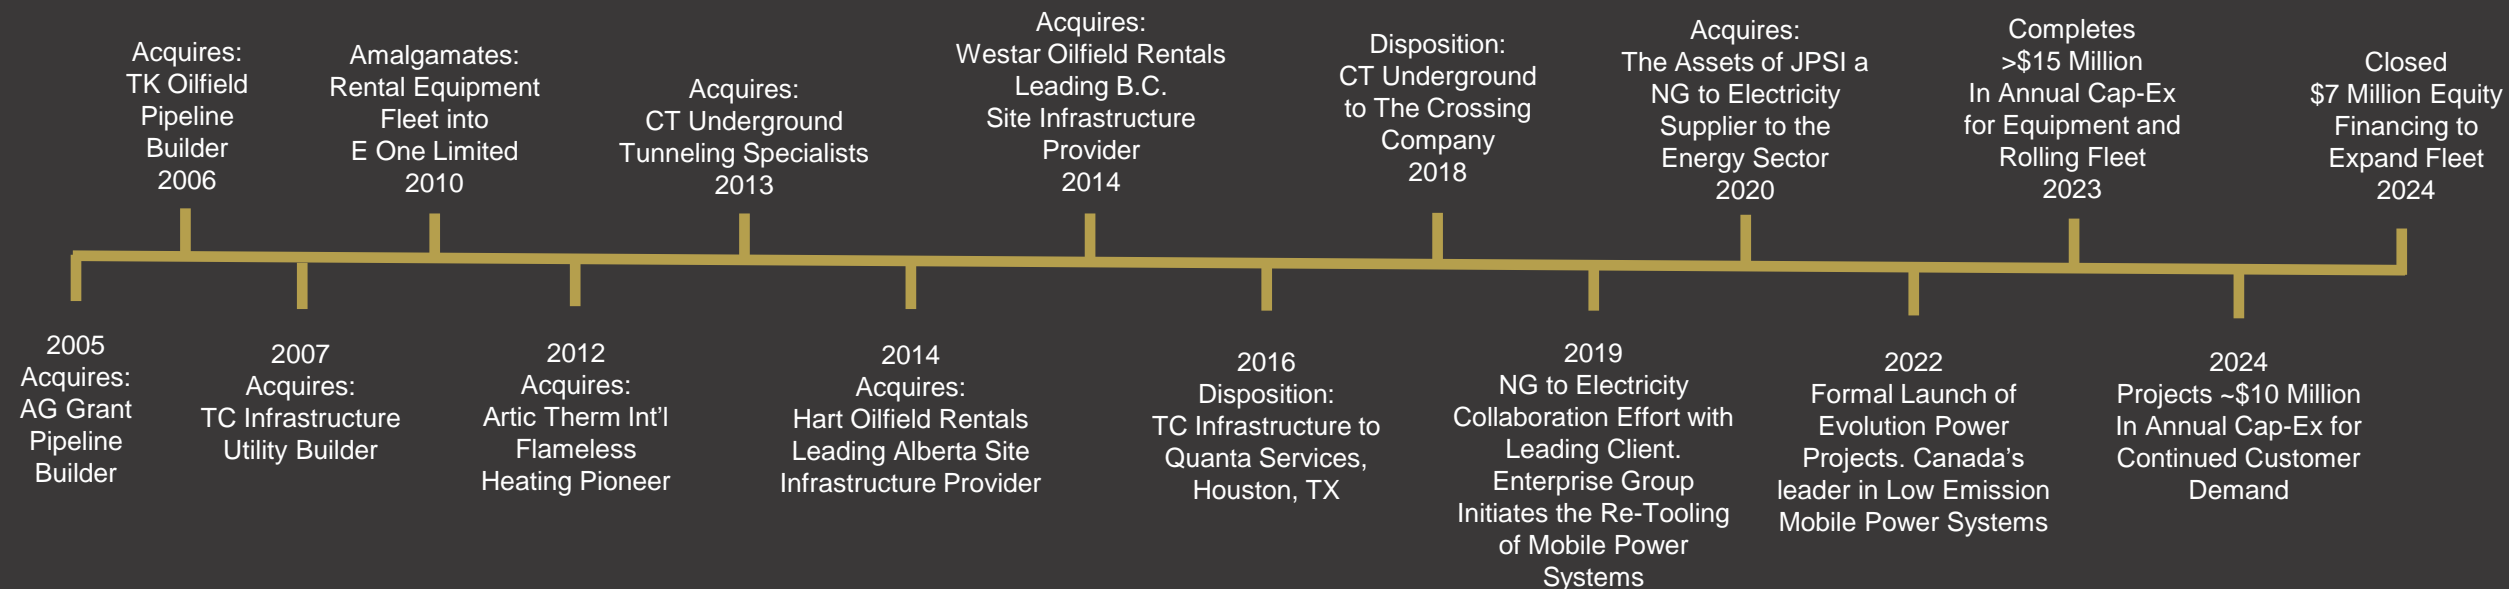 Acquires:
TK Oilfield
Pipeline
Builder
2006
Amalgamates:
Rental Equipment
Fleet into
E One Limited
2010
Acquires:
CT Underground
Tunneling Specialists
2013
Acquires:
Westar Oilfield Rentals
Leading B.C.
Site Infrastructure
Provider
2014
Disposition:
CT Underground
to The Crossing
Company
2018
Acquires:
The Assets of JPSI a
NG to Electricity
Supplier to the
Energy Sector
2020
Completes
>$15 Million
In Annual Cap-Ex
for Equipment and
Rolling Fleet
2023
Closed
$7 Million Equity
Financing to
Expand Fleet
2024
2005
Acquires:
AG Grant
Pipeline
Builder
2007
Acquires:
TC Infrastructure
Utility Builder
2012
Acquires:
Artic Therm Int'l
Flameless
Heating Pioneer
2014
Acquires:
Hart Oilfield Rentals
Leading Alberta Site
Infrastructure Provider
2016
Disposition:
TC Infrastructure to
Quanta Services,
Houston, TX
2019
NG to Electricity
Collaboration Effort with
Leading Client.
Enterprise Group
Initiates the Re-Tooling
of Mobile Power
Systems
2022
Formal Launch of
Evolution Power
Projects. Canada's
leader in Low Emission
Mobile Power Systems
2024
Projects ~$10 Million
In Annual Cap-Ex for
Continued Customer
Demand